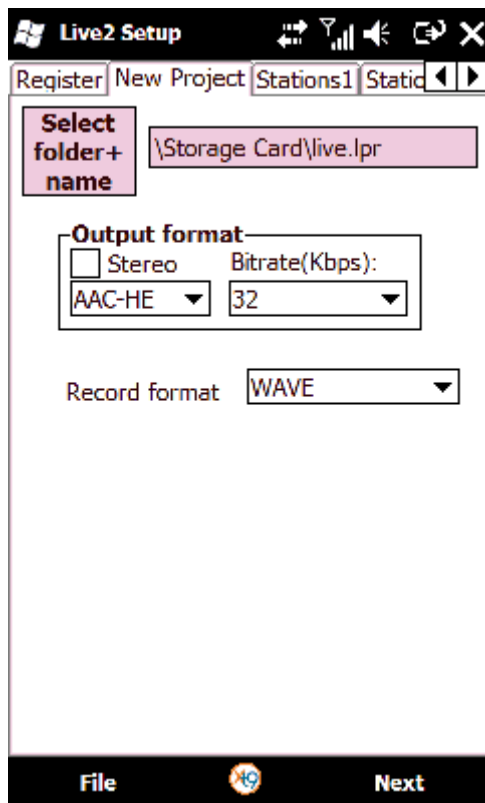 Live2 Setup
Register New Project Stations1 Static
Select
folder+
name
\Storage Card\live.lpr
Output format
Stereo Bitrate(Kbps):
AAC-HE 32
Record format WAVE
File Next